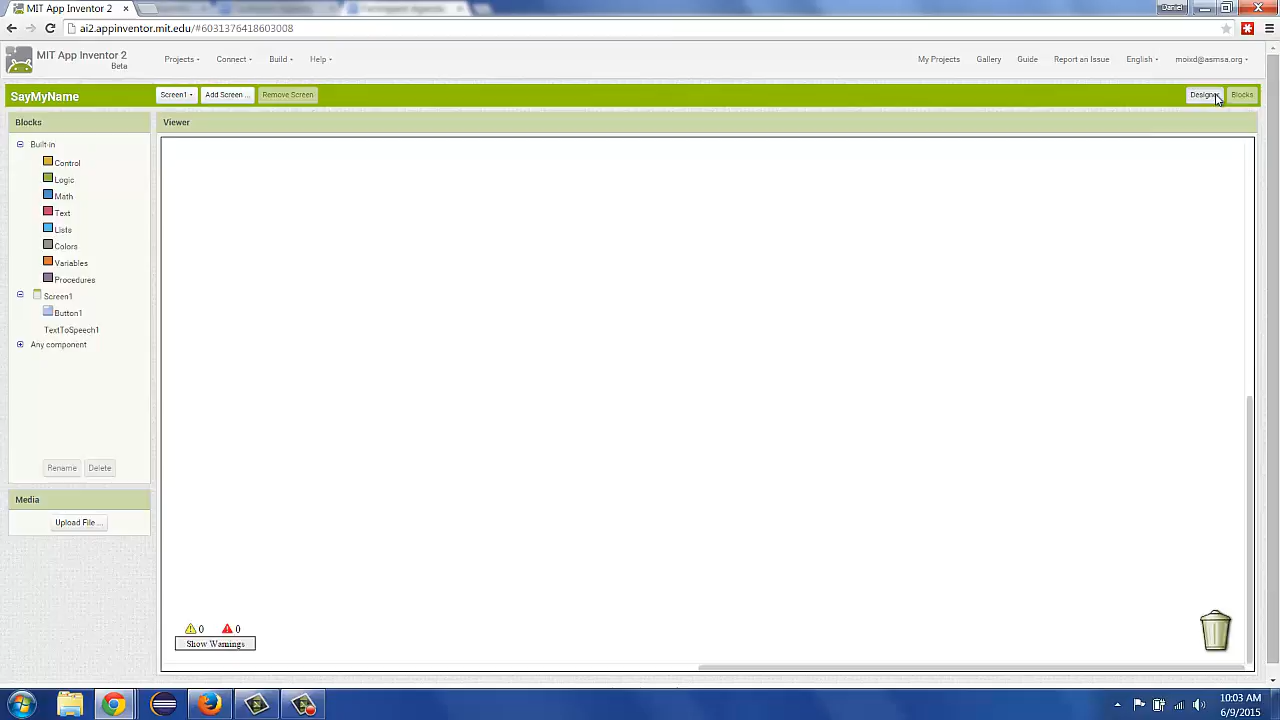 MIT App Inventor 2
Daniel
ai2.appinventor.mit.edu/#6031376418603008
MIT App Inventor 2
Beta
Projects
Connect
Build
Help
My Projects
Gallery
Guide
Report an Issue
English
moixd@asmsa.org
SayMyName
Screen1
Add Screen ...
Remove Screen
Designer
Blocks
Blocks
Viewer
Built-in
Control
Logic
Math
Text
Lists
Colors
Variables
Procedures
Screen1
Button1
TextToSpeech1
Any component
Rename
Delete
Media
Upload File ...
0
0
Show Warnings
10:03 AM
6/9/2015